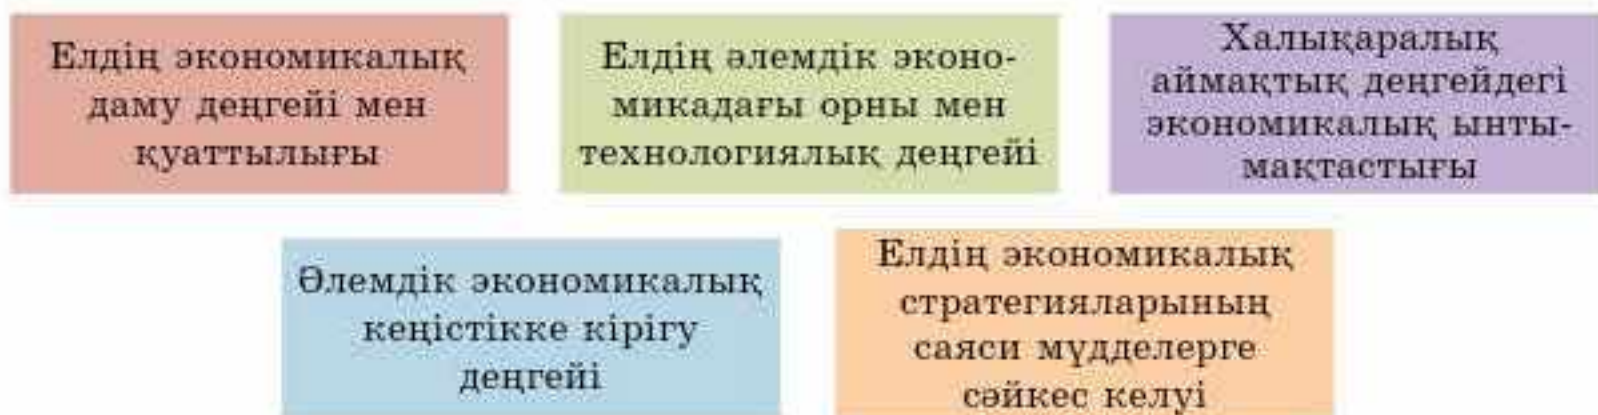 Елдің экономикалық
даму деңгейі мен
қуаттылығы
Елдің әлемдік эконо-
микадағы орны мен
технологиялық деңгейі
Халықаралық
аймақтық деңгейдегі
экономикалық ынты-
мақтастығы
Әлемдік экономикалық
кеңістікке кірігу
деңгейі
Елдің экономикалық
стратегияларының
саяси мүдделерге
сәйкес келуі